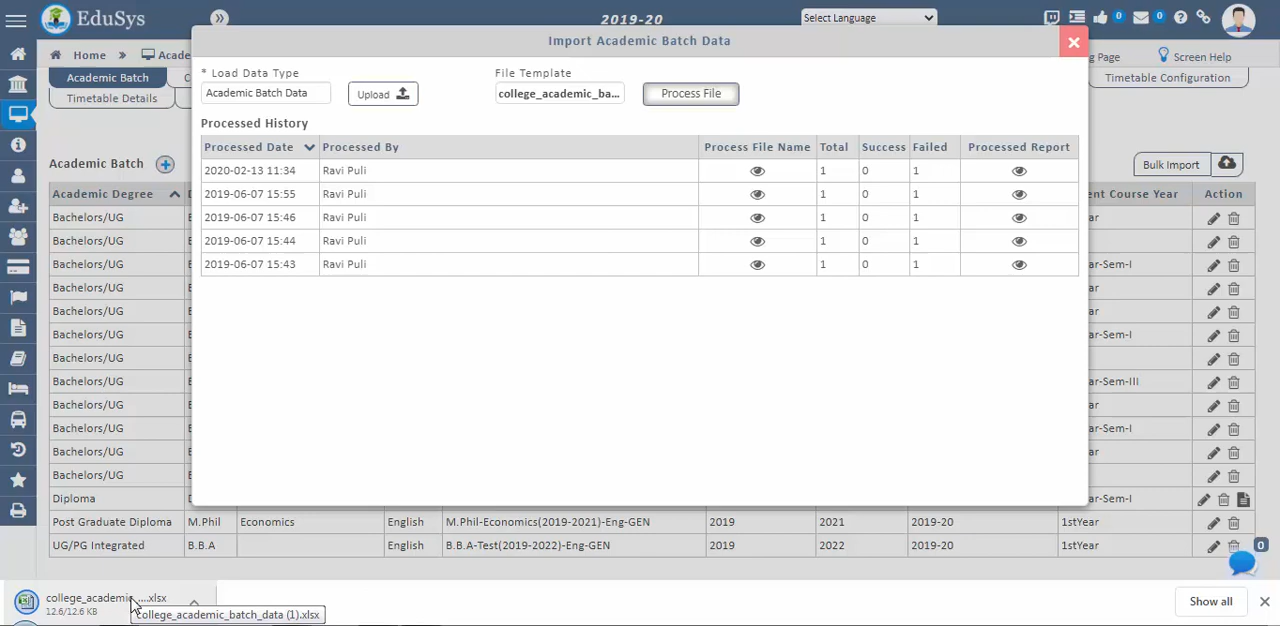 EduSys
2019-20
Select Language
0
0
Home
Acade
g Page
Screen Help
Academic Batch
C
Timetable Configuration
Timetable Details
Import Academic Batch Data
* Load Data Type
File Template
Academic Batch Data
Upload
college_academic_ba...
Process File
Processed History
Processed Date Processed By Process File Name Total Success Failed Processed Report
2020-02-13 11:34 Ravi Puli 1 0 1
2019-06-07 15:55 Ravi Puli 1 0 1
2019-06-07 15:46 Ravi Puli 1 0 1
2019-06-07 15:44 Ravi Puli 1 0 1
2019-06-07 15:43 Ravi Puli 1 0 1
Academic Batch
Bulk Import
Academic Degree
ent Course Year Action
Bachelors/UG
Bachelors/UG
Bachelors/UG ar-Sem-I
Bachelors/UG
Bachelors/UG
Bachelors/UG ar-Sem-I
Bachelors/UG
Bachelors/UG ar-Sem-III
Bachelors/UG
Bachelors/UG ar-Sem-I
Bachelors/UG
Bachelors/UG
Diploma ar-Sem-I
Post Graduate Diploma M.Phil Economics English M.Phil-Economics(2019-2021)-Eng-GEN 2019 2021 2019-20 1stYear
UG/PG Integrated B.B.A English B.B.A-Test(2019-2022)-Eng-GEN 2019 2022 2019-20 1stYear
0
college_academic_....xlsx
12.6/12.6 KB
college_academic_batch_data (1).xlsx
Show all